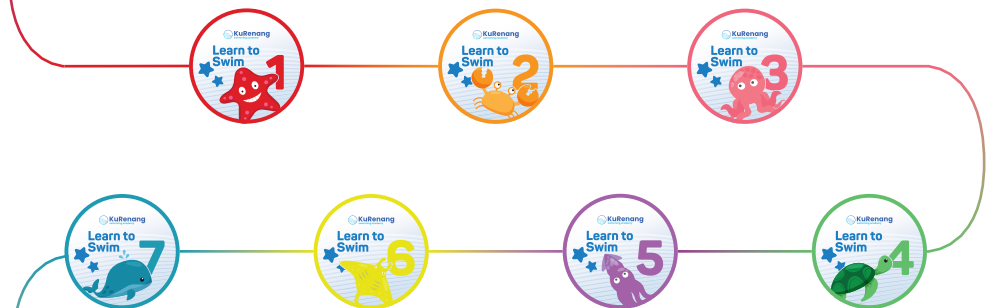 KuRenang
Learn to
Swim 1
KuRenang
Learn to
Swim 2
KuRenang
Learn to
Swim 3
KuRenang
Learn to
Swim 7
KuRenang
Learn to
Swim 6
KuRenang
Learn to
Swim 5
KuRenang
Learn to
Swim 4